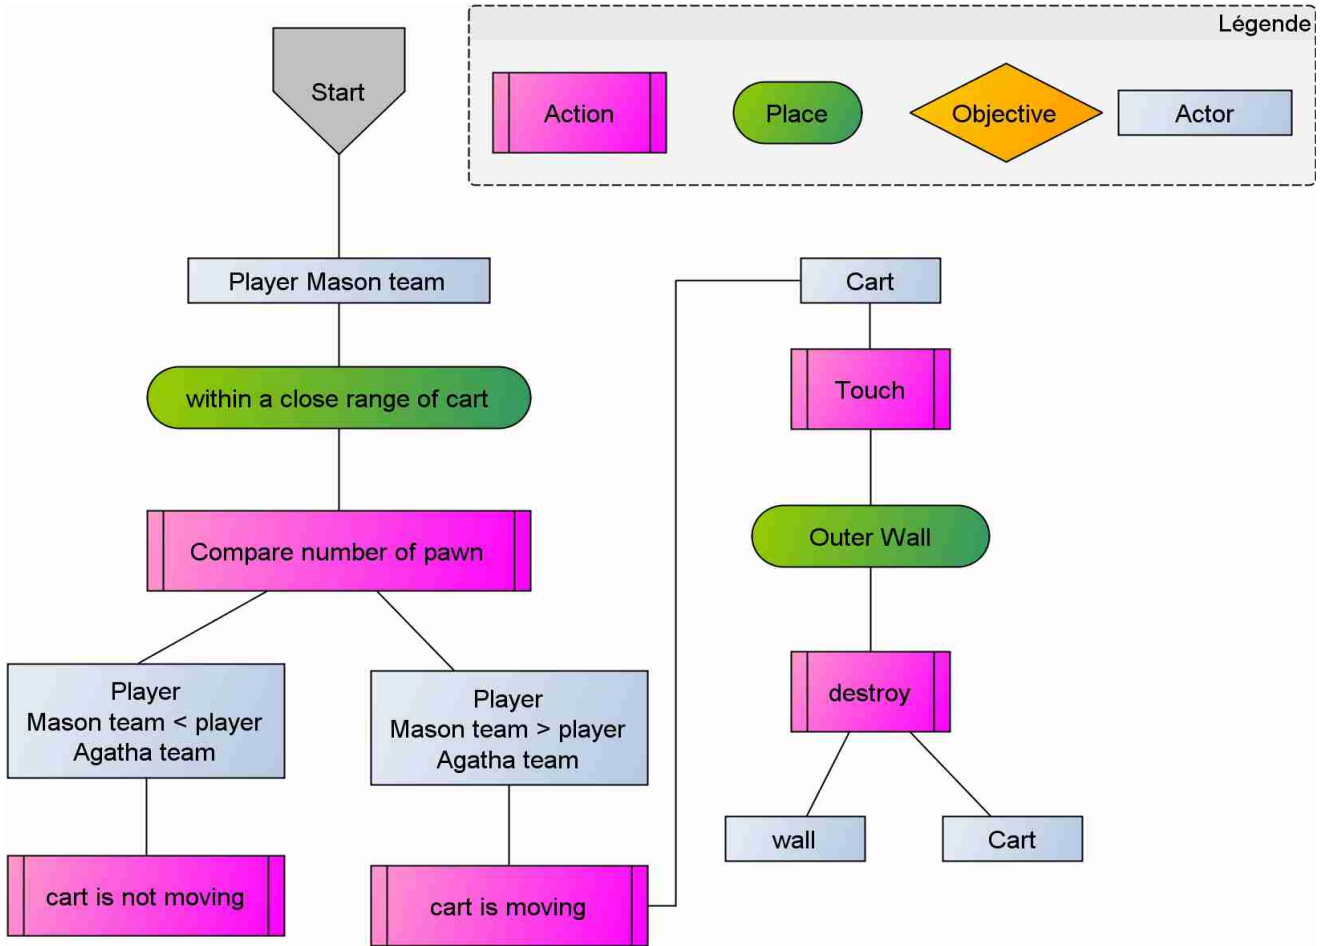 Légende
Start
Action
Place
Objective
Actor
Player Mason team
within a close range of cart
Compare number of pawn
Player
Mason team < player
Agatha team
Player
Mason team > player
Agatha team
cart is not moving
cart is moving
Cart
Touch
Outer Wall
destroy
wall
Cart